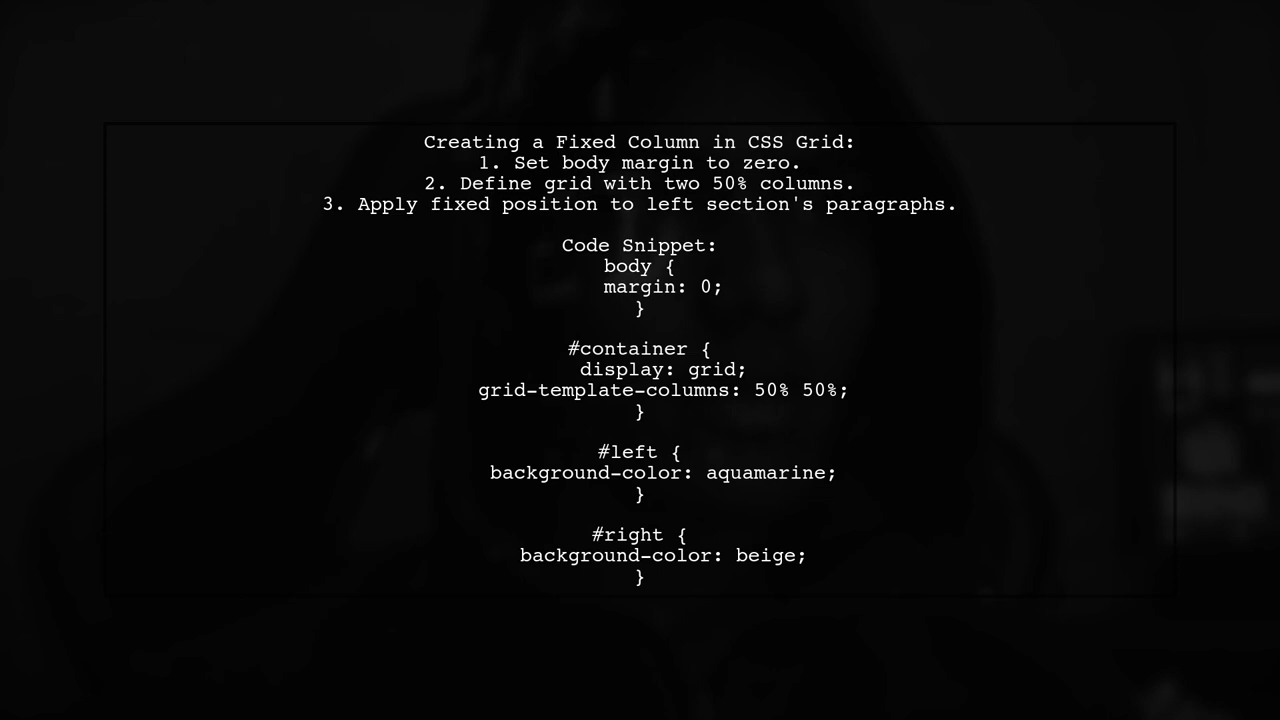 Creating a Fixed Column in CSS Grid:
1. Set body margin to zero.
2. Define grid with two 50% columns.
3. Apply fixed position to left section's paragraphs.
Code Snippet:
body {
margin: 0;
}
#container {
display: grid;
grid-template-columns: 50% 50%;
}
#left {
background-color: aquamarine;
}
#right {
background-color: beige;
}